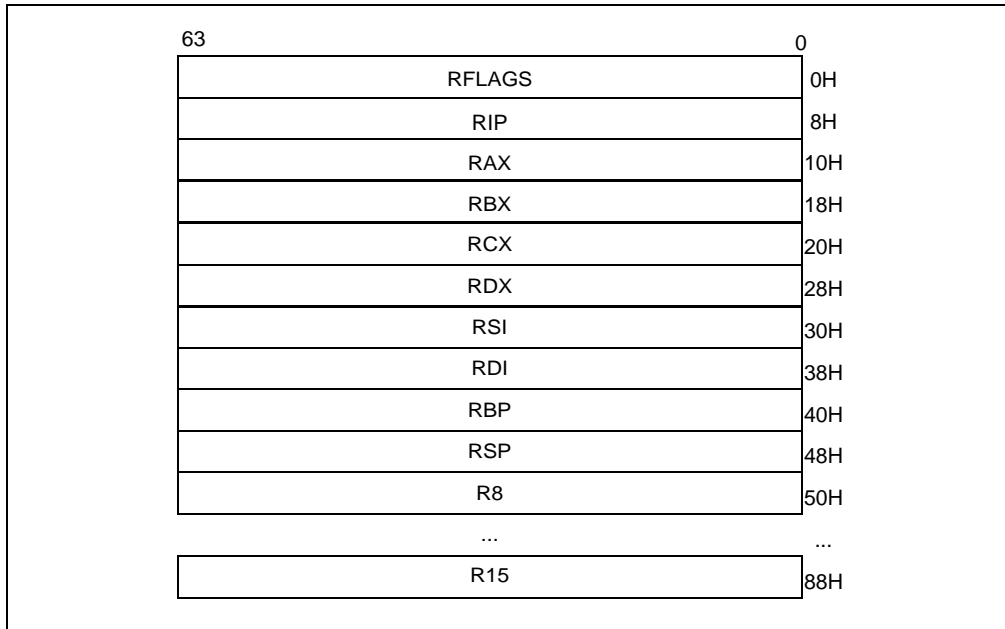 63 0
RFLAGS 0H
RIP 8H
RAX 10H
RBX 18H
RCX 20H
RDX 28H
RSI 30H
RDI 38H
RBP 40H
RSP 48H
R8 50H
... ...
R15 88H